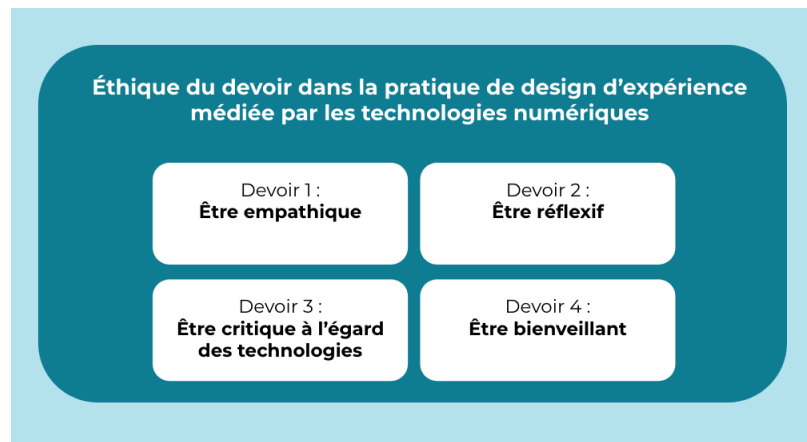 Éthique du devoir dans la pratique de design d’expérience
médiée par les technologies numériques
Devoir 1 :
Être empathique
Devoir 2 :
Être réflexif
Devoir 3 :
Être critique à l’égard
des technologies
Devoir 4 :
Être bienveillant